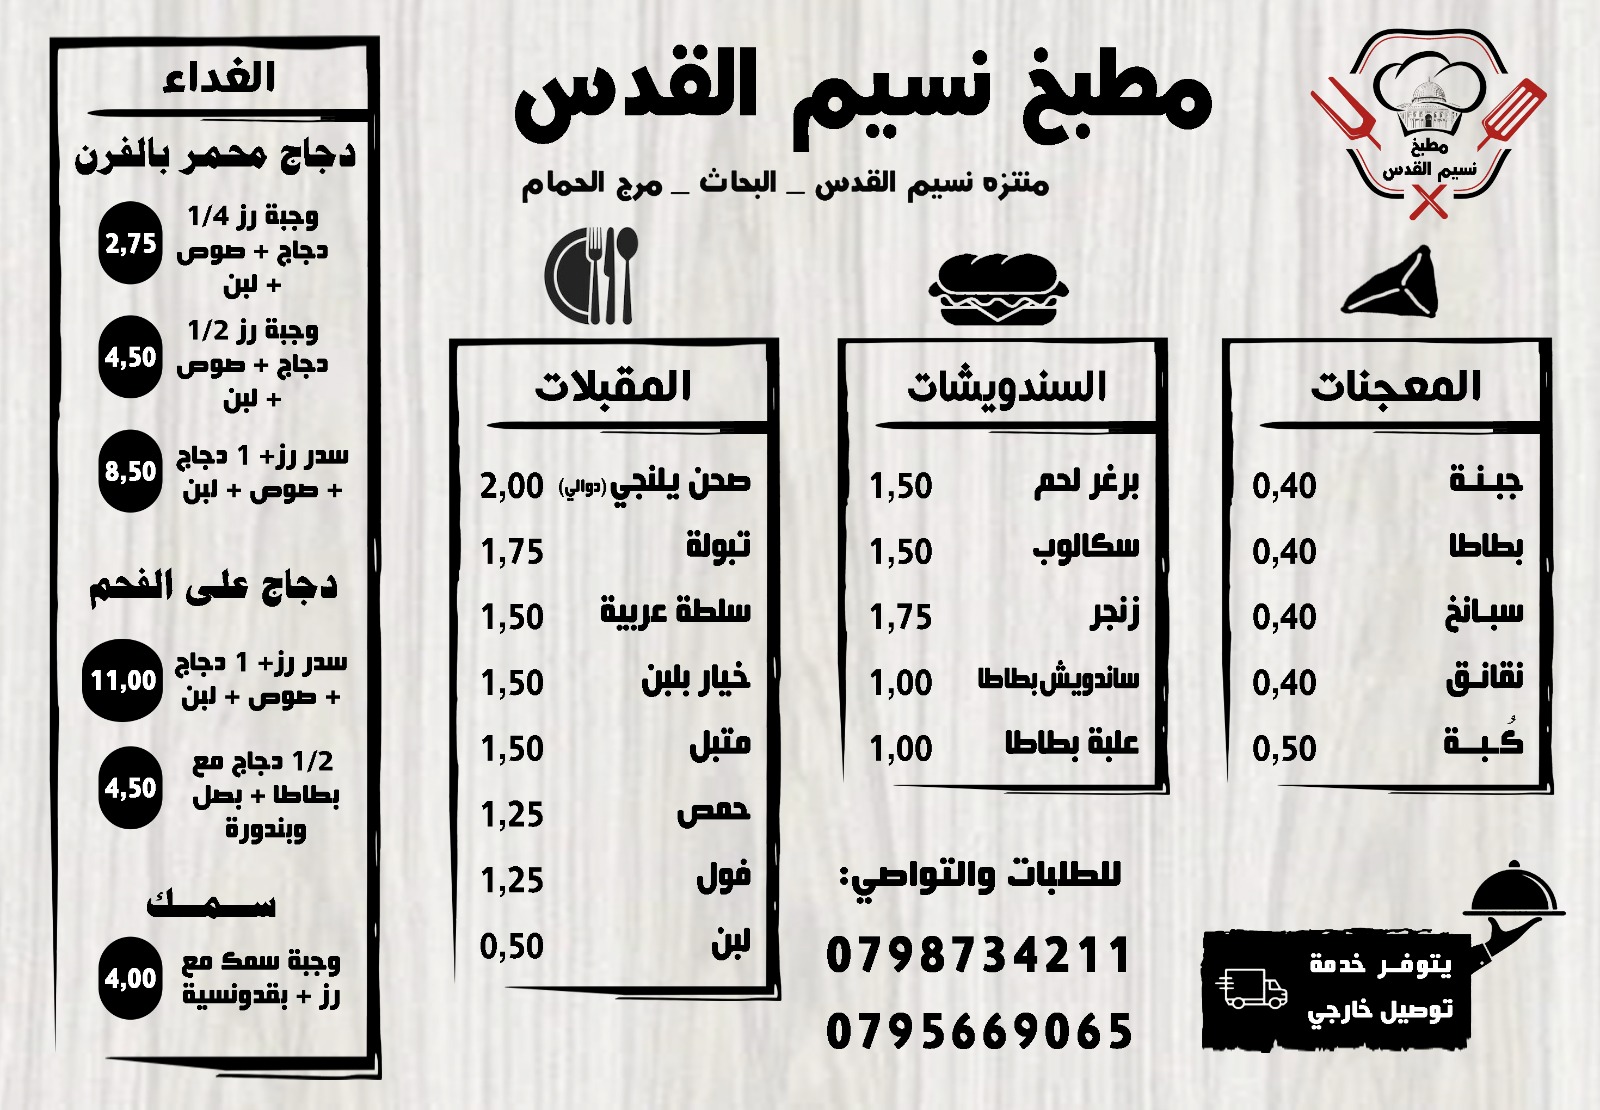 مطبخ
نسيم القدس
مطبخ نسيم القدس
منتزه نسيم القدس _ البحاث _ مرج الحمام
المعجنات
جبنة 0,40
بطاطا 0,40
سبانخ 0,40
نقانق 0,40
كُبة 0,50
السندويشات
برغر لحم 1,50
سكالوب 1,50
زنجر 1,75
ساندويش بطاطا 1,00
علبة بطاطا 1,00
المقبلات
صحن يلنجي (دوالي) 2,00
تبولة 1,75
سلطة عربية 1,50
خيار بلبن 1,50
متبل 1,50
حمص 1,25
فول 1,25
لبن 0,50
الغداء
دجاج محمر بالفرن
وجبة رز 1/4
دجاج + صوص
+ لبن
2,75
وجبة رز 1/2
دجاج + صوص
+ لبن
4,50
سدر رز+ 1 دجاج
+ صوص + لبن
8,50
دجاج على الفحم
سدر رز+ 1 دجاج
+ صوص + لبن
11,00
1/2 دجاج مع
بطاطا + بصل
وبندورة
4,50
سمك
وجبة سمك مع
رز + بقدونسية
4,00
للطلبات والتواصي:
0798734211
0795669065
يتوفر خدمة
توصيل خارجي